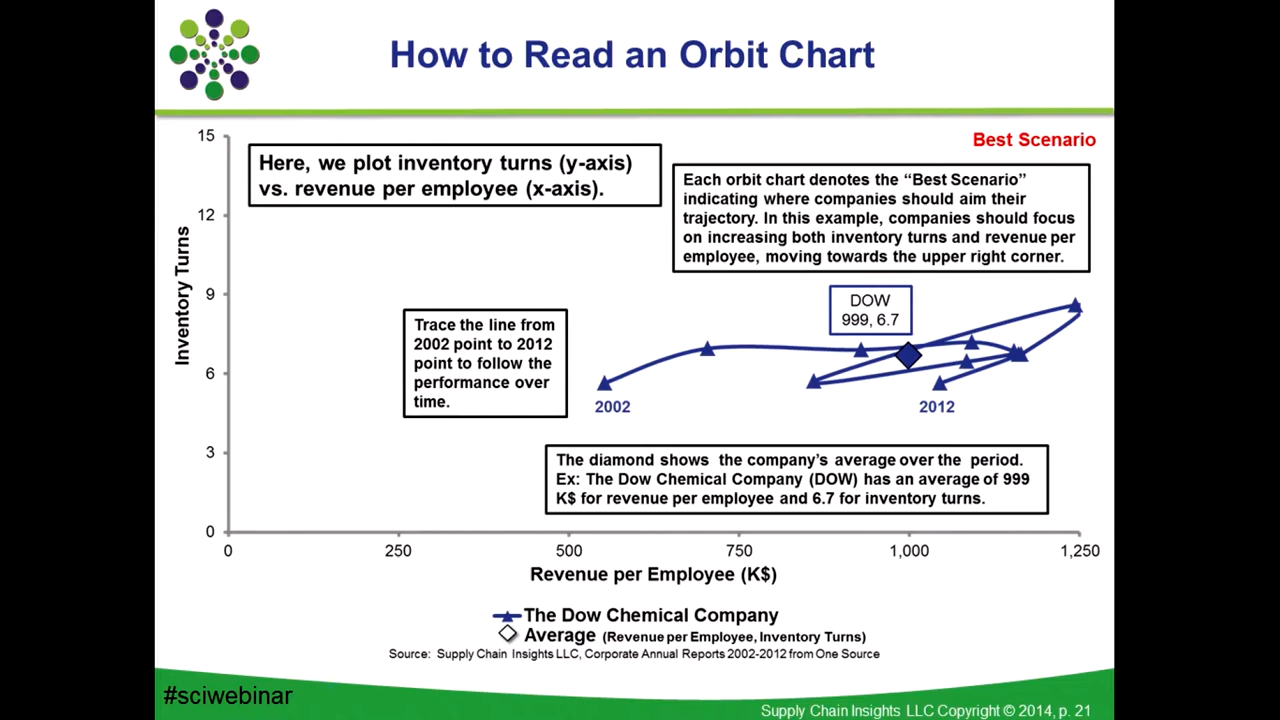 How to Read an Orbit Chart
Best Scenario
Here, we plot inventory turns (y-axis)
vs. revenue per employee (x-axis).
Each orbit chart denotes the “Best Scenario”
indicating where companies should aim their
trajectory. In this example, companies should focus
on increasing both inventory turns and revenue per
employee, moving towards the upper right corner.
15
12
9
6
3
0
Inventory Turns
DOW
999, 6.7
Trace the line from
2002 point to 2012
point to follow the
performance over
time.
2002
2012
The diamond shows the company’s average over the period.
Ex: The Dow Chemical Company (DOW) has an average of 999
K$ for revenue per employee and 6.7 for inventory turns.
0 250 500 750 1,000 1,250
Revenue per Employee (K$)
The Dow Chemical Company
Average (Revenue per Employee, Inventory Turns)
Source: Supply Chain Insights LLC, Corporate Annual Reports 2002-2012 from One Source
#sciwebinar
Supply Chain Insights LLC Copyright © 2014, p. 21